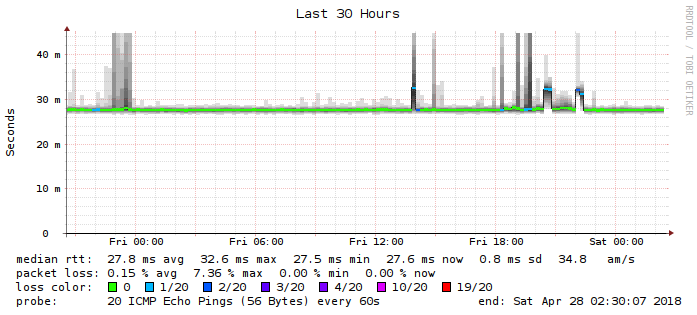 Last 30 Hours
RRDTOOL / TOBI OETIKER
Seconds
40 m
30 m
20 m
10 m
0
Fri 00:00 Fri 06:00 Fri 12:00 Fri 18:00 Sat 00:00
median rtt: 27.8 ms avg 32.6 ms max 27.5 ms min 27.6 ms now 0.8 ms sd 34.8 am/s
packet loss: 0.15 % avg 7.36 % max 0.00 % min 0.00 % now
loss color: 0 1/20 2/20 3/20 4/20 10/20 19/20
probe: 20 ICMP Echo Pings (56 Bytes) every 60s end: Sat Apr 28 02:30:07 2018